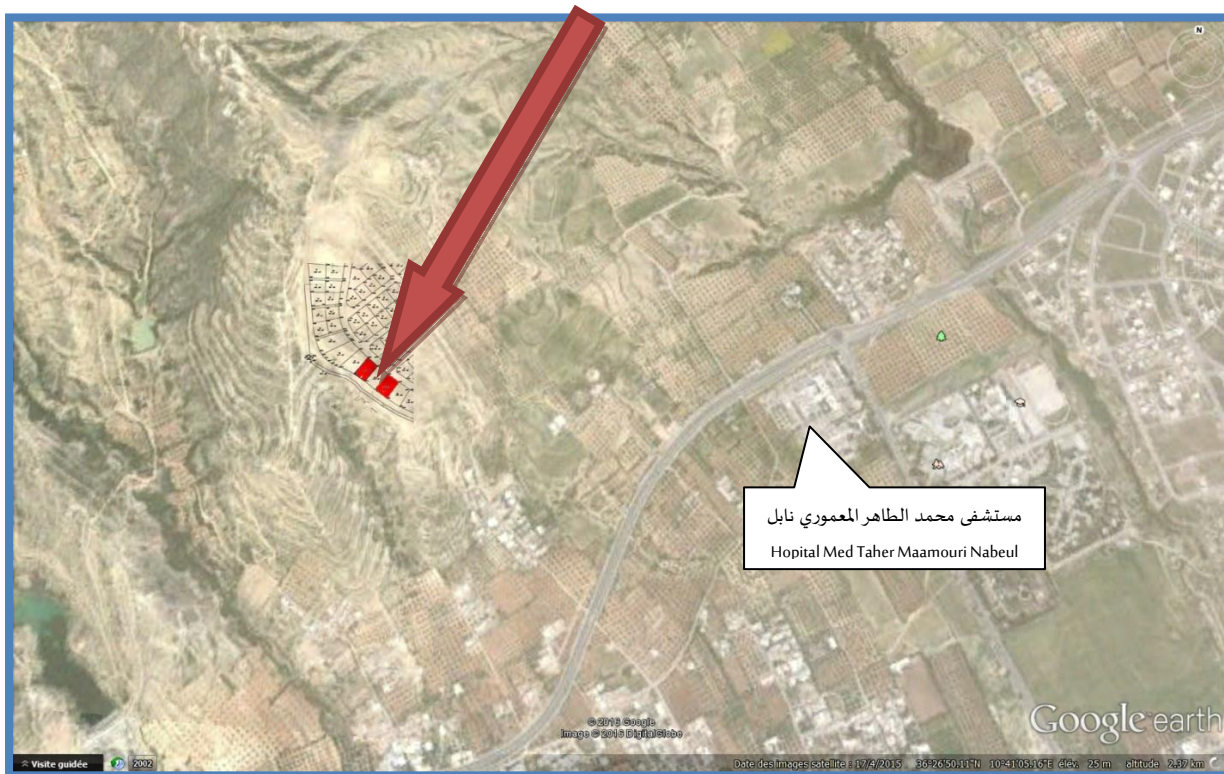 N
مستشفى محمد الطاهر المعموري نابل
Hopital Med Taher Maamouri Nabeul
© 2016 Google
Image © 2016 DigitalGlobe
Google earth
Visite guidée
2002
Date des images satellite : 17/4/2015 36°26'50.11"N 10°41'05.16"E élév. 25 m altitude 2.37 km